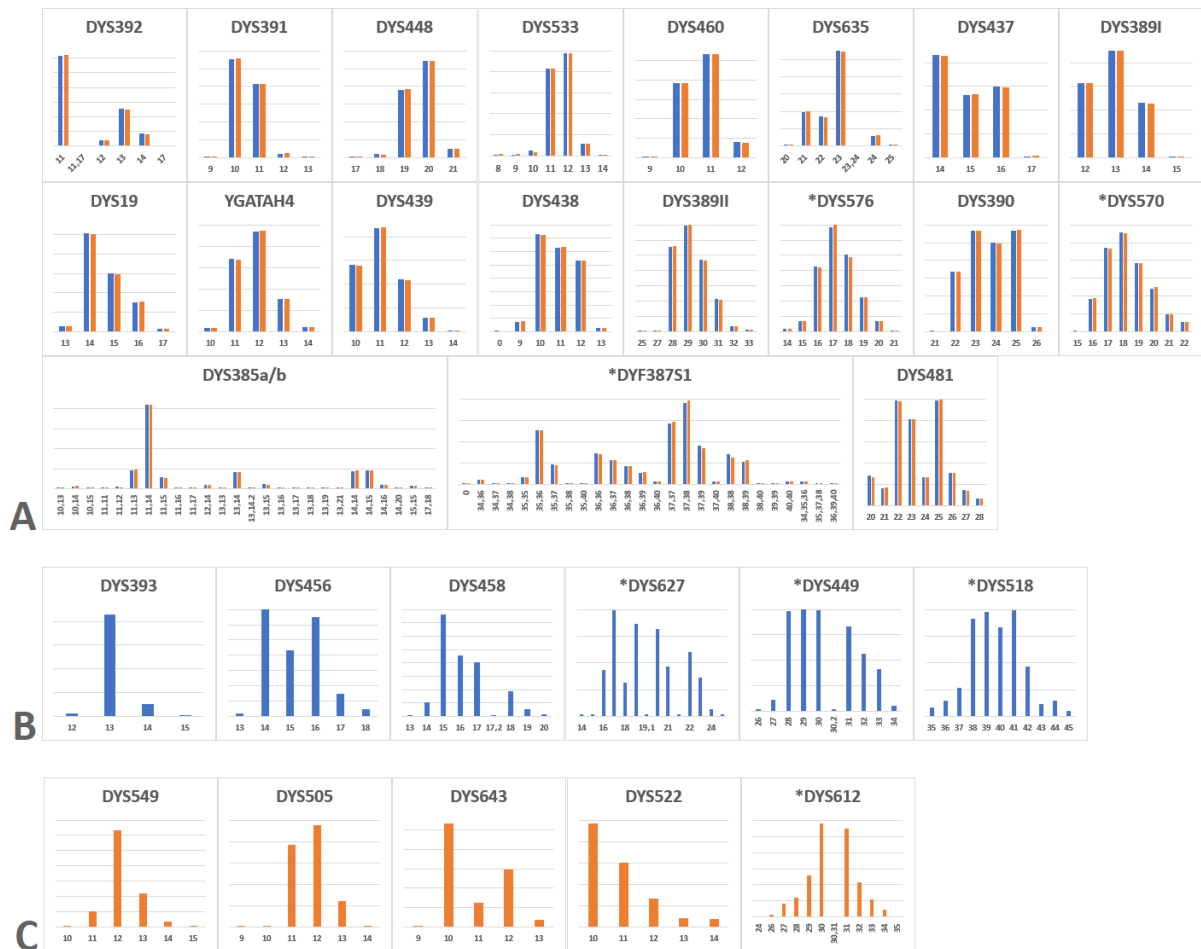 DYS392 DYS391 DYS448 DYS533 DYS460 DYS635 DYS437 DYS389I
11 11,17 12 13 14 17 9 10 11 12 13 17 18 19 20 21 8 9 10 11 12 13 14 9 10 11 12 20 21 22 23 23,24 24 25 14 15 16 17 12 13 14 15
DYS19 YGATAH4 DYS439 DYS438 DYS389II *DYS576 DYS390 *DYS570
13 14 15 16 17 10 11 12 13 14 10 11 12 13 14 0 9 10 11 12 13 25 27 28 29 30 31 32 33 14 15 16 17 18 19 20 21 21 22 23 24 25 26 15 16 17 18 19 20 21 22
DYS385a/b *DYF387S1 DYS481
10,13 10,14 10,15 11,11 11,12 11,13 11,14 11,15 11,16 11,17 12,14 13,13 13,14 13,14.2 13,15 13,16 13,17 13,18 13,19 13,21 14,14 14,15 14,16 14,20 15,15 17,18 0 34,36 34,37 34,38 35,35 35,36 35,37 35,38 35,40 36,36 36,37 36,38 36,39 36,40 37,37 37,38 37,39 37,40 38,38 38,39 38,40 39,39 39,40 40,40 34,35,36 35,37,38 36,39,40 20 21 22 23 24 25 26 27 28
A
DYS393 DYS456 DYS458 *DYS627 *DYS449 *DYS518
12 13 14 15 13 14 15 16 17 18 13 14 15 16 17 17,2 18 19 20 14 16 18 19,1 21 22 24 26 27 28 29 30 30,2 31 32 33 34 35 36 37 38 39 40 41 42 43 44 45
B
DYS549 DYS505 DYS643 DYS522 *DYS612
10 11 12 13 14 15 9 10 11 12 13 14 9 10 11 12 13 10 11 12 13 14 24 26 27 28 29 30 30,31 31 32 33 34 35
C